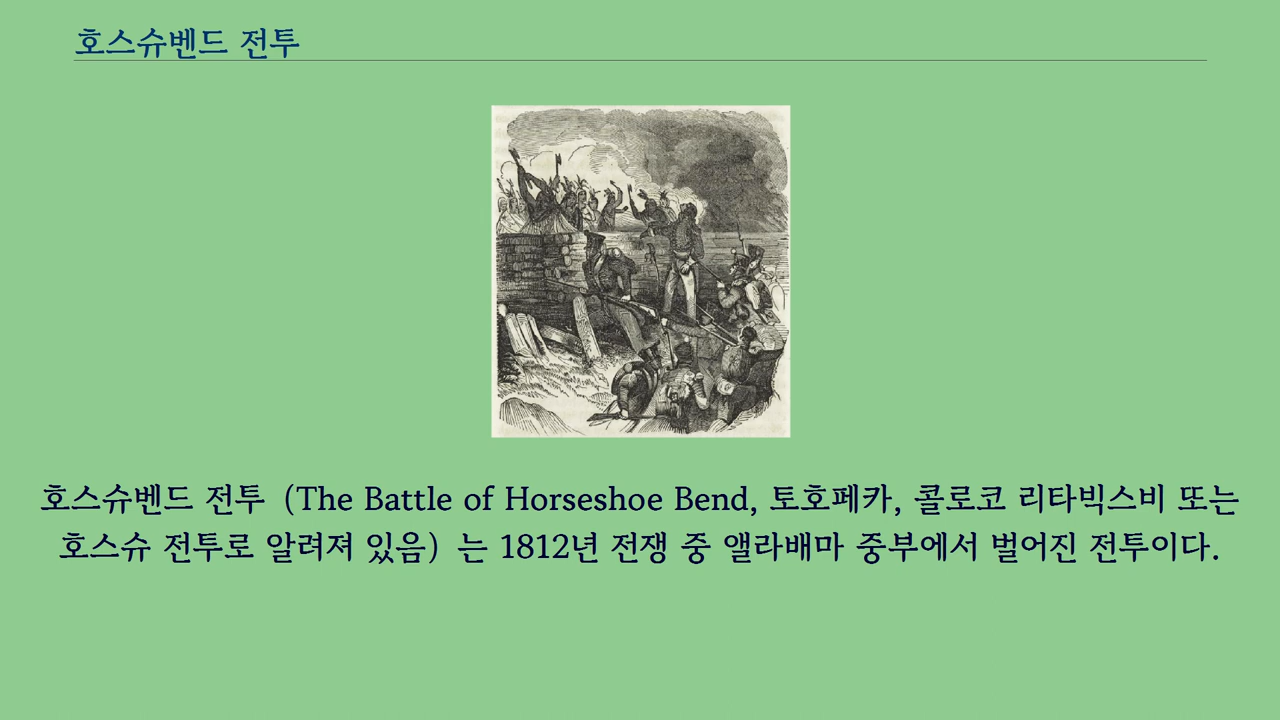 호스슈벤드 전투
호스슈벤드 전투 (The Battle of Horseshoe Bend, 토호페카, 콜로코 리타빅스비 또는
호스슈 전투로 알려져 있음) 는 1812년 전쟁 중 앨라배마 중부에서 벌어진 전투이다.